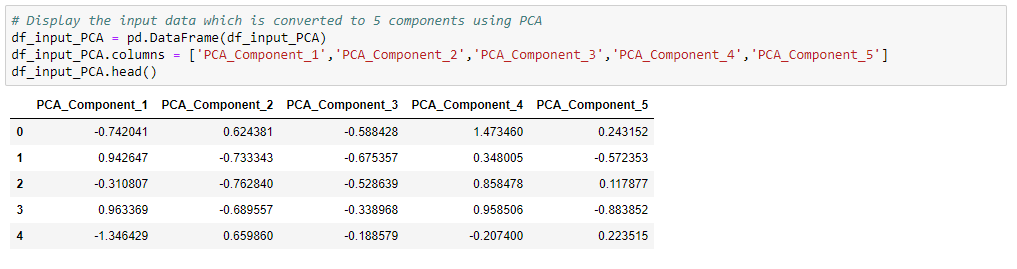 # Display the input data which is converted to 5 components using PCA
df_input_PCA = pd.DataFrame(df_input_PCA)
df_input_PCA.columns = ['PCA_Component_1','PCA_Component_2','PCA_Component_3','PCA_Component_4','PCA_Component_5']
df_input_PCA.head()
PCA_Component_1 PCA_Component_2 PCA_Component_3 PCA_Component_4 PCA_Component_5
0 -0.742041 0.624381 -0.588428 1.473460 0.243152
1 0.942647 -0.733343 -0.675357 0.348005 -0.572353
2 -0.310807 -0.762840 -0.528639 0.858478 0.117877
3 0.963369 -0.689557 -0.338968 0.958506 -0.883852
4 -1.346429 0.659860 -0.188579 -0.207400 0.223515